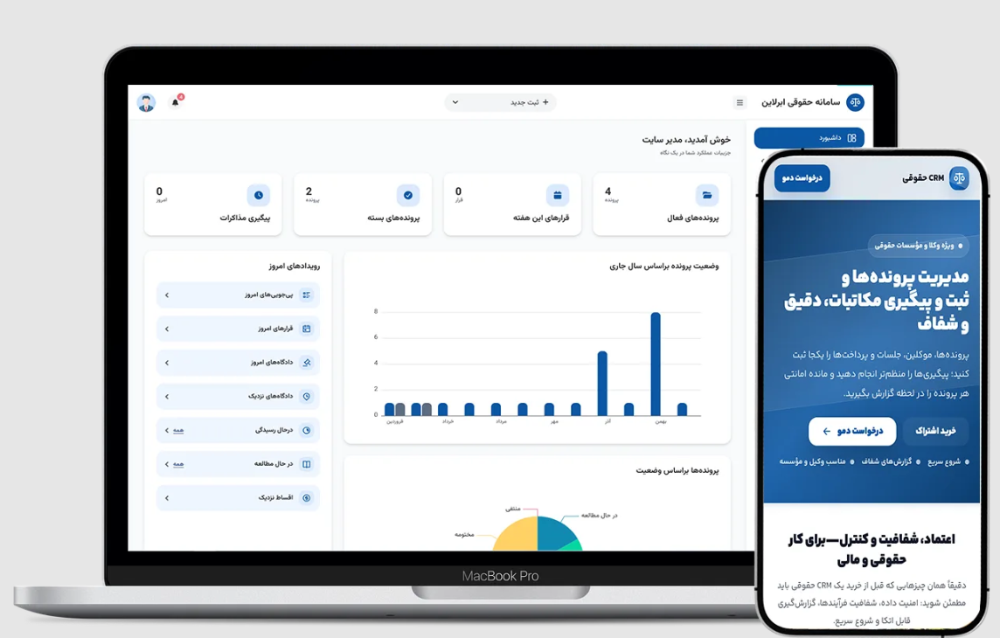 سامانه حقوقی ابرلاین
+ ثبت جدید
داشبورد
خوش آمدید، مدیر سایت
جزییات عملکرد شما در یک نگاه
4
پرونده
پرونده‌های فعال
0
قرار
قرارهای این هفته
2
پرونده
پرونده‌های بسته
0
امروز
پیگیری مذاکرات
وضعیت پرونده براساس سال جاری
8
6
4
2
0
فروردین
خرداد
مرداد
مهر
آذر
بهمن
رویدادهای امروز
پی‌جویی‌های امروز
قرارهای امروز
دادگاه‌های امروز
دادگاه‌های نزدیک
درحال رسیدگی
همه
در حال مطالعه
همه
اقساط نزدیک
پرونده‌ها براساس وضعیت
منتفی
در حال مطالعه
مختومه
MacBook Pro
CRM حقوقی
درخواست دمو
ویژه وکلا و مؤسسات حقوقی
مدیریت پرونده‌ها و
ثبت و پیگیری مکاتبات، دقیق
و شفاف
پرونده‌ها، موکلین، جلسات و پرداخت‌ها را یکجا ثبت
کنید؛ پیگیری‌ها را منظم‌تر انجام دهید و مانده امانتی
هر پرونده را در لحظه گزارش بگیرید.
خرید اشتراک
درخواست دمو
شروع سریع
گزارش‌های شفاف
مناسب وکیل و مؤسسه
اعتماد، شفافیت و کنترل—برای کار
حقوقی و مالی
دقیقاً همان چیزهایی که قبل از خرید یک CRM حقوقی باید
مطمئن شوید: امنیت داده، شفافیت فرآیندها، گزارش‌گیری
قابل اتکا و شروع سریع.